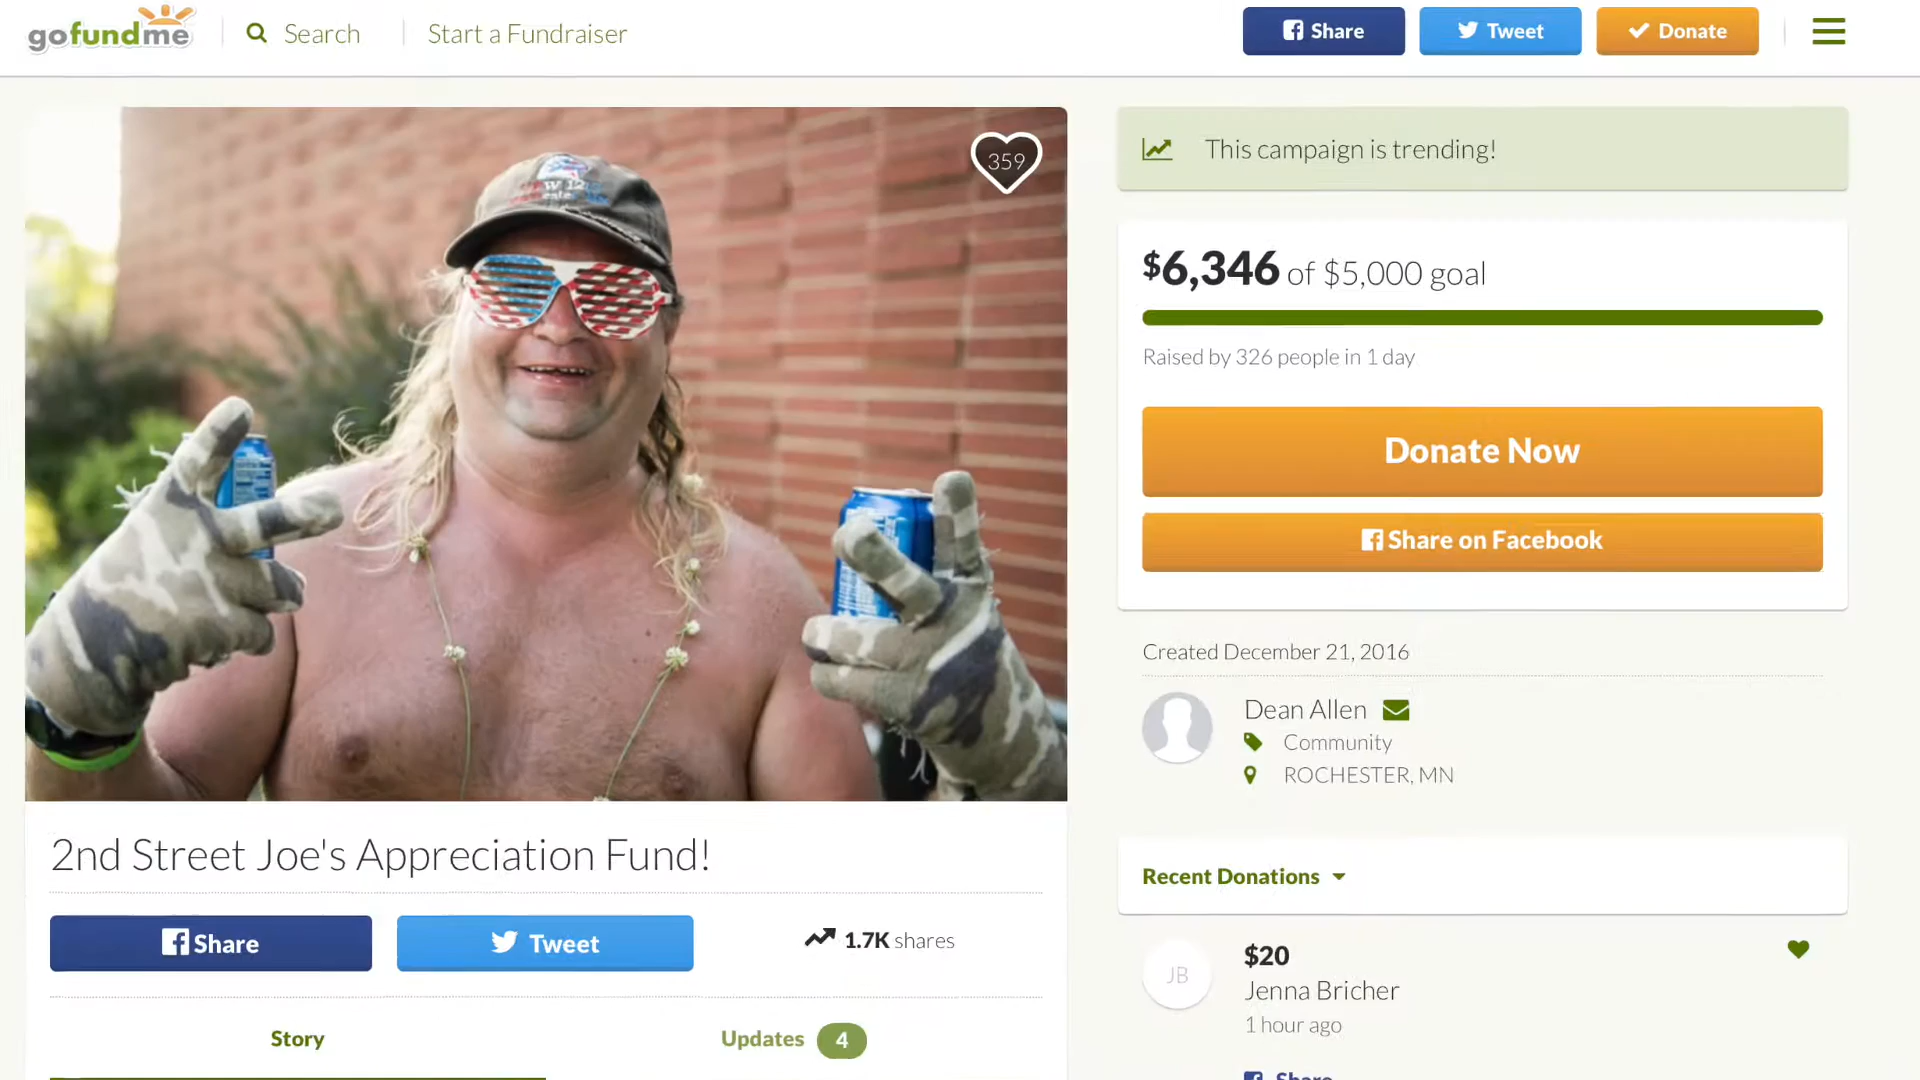 gofundme
Search
Start a Fundraiser
Share
Tweet
Donate
359
2nd Street Joe's Appreciation Fund!
Share
Tweet
1.7K shares
Story
Updates 4
This campaign is trending!
$6,346 of $5,000 goal
Raised by 326 people in 1 day
Donate Now
Share on Facebook
Created December 21, 2016
Dean Allen
Community
ROCHESTER, MN
Recent Donations
JB
$20
Jenna Bricher
1 hour ago
Share